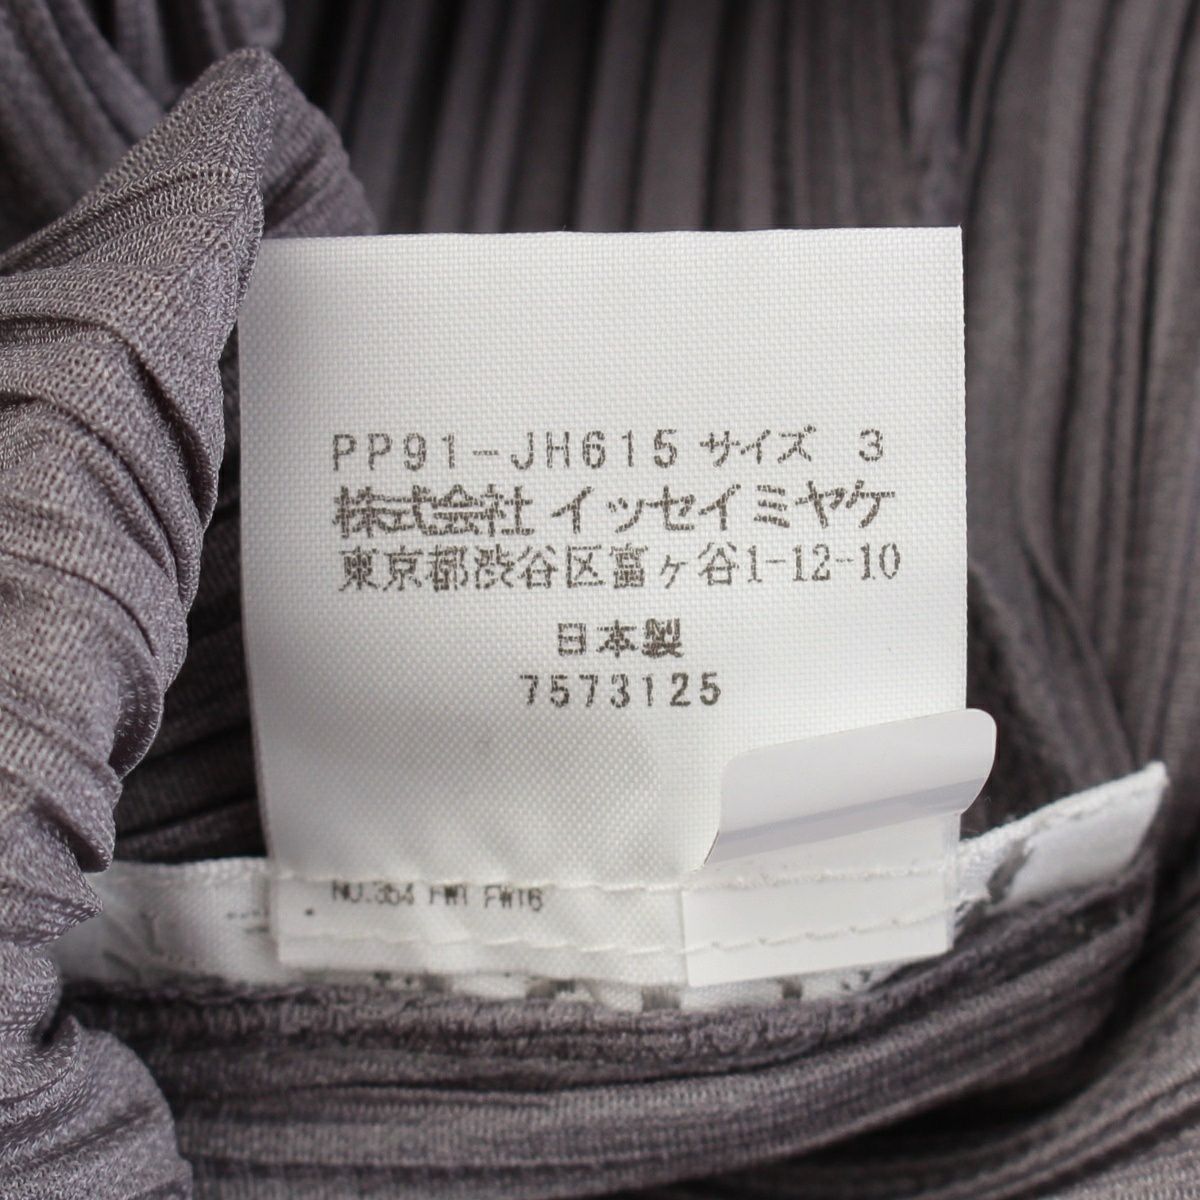 PP91-JH615 サイズ 3
株式会社 イッセイミヤケ
東京都渋谷区富ヶ谷1-12-10
日本製
7573125
NO.354 FW1 FW16